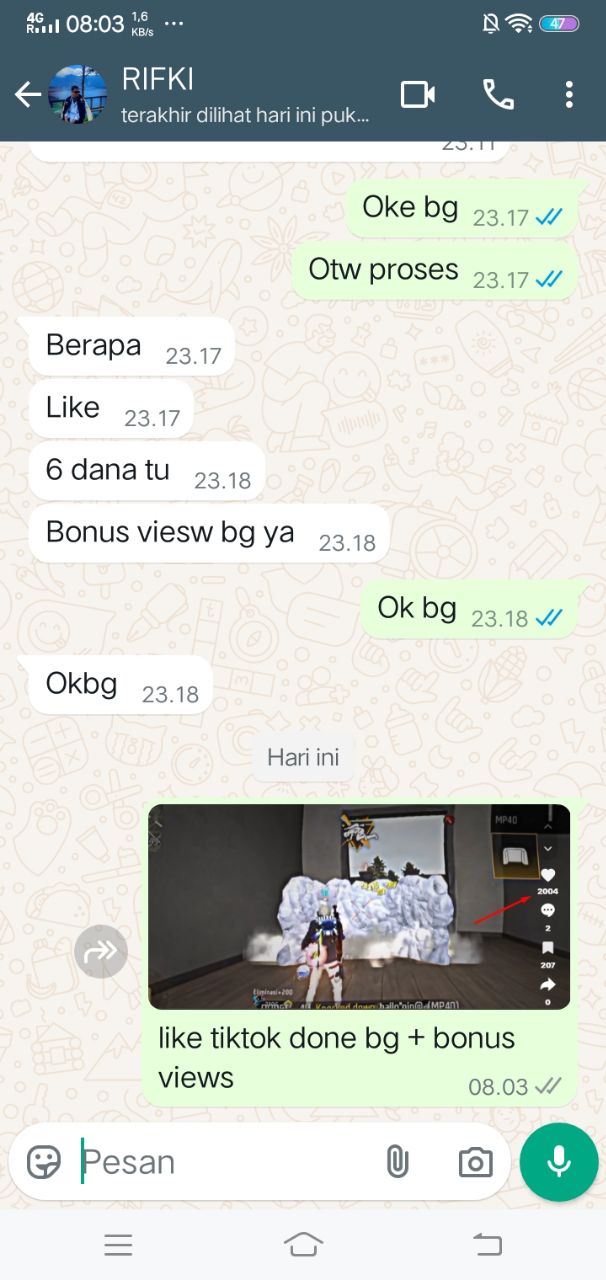 4G 08:03 1,6 KB/s ...
R
47
RIFKI
terakhir dilihat hari ini puk...
Oke bg 23.17
Otw proses 23.17
Berapa 23.17
Like 23.17
6 dana tu 23.18
Bonus viesw bg ya 23.18
Ok bg 23.18
Okbg 23.18
Hari ini
MP40
2004
2
207
0
Eliminasi+200
like tiktok done bg + bonus
views 08.03
Pesan